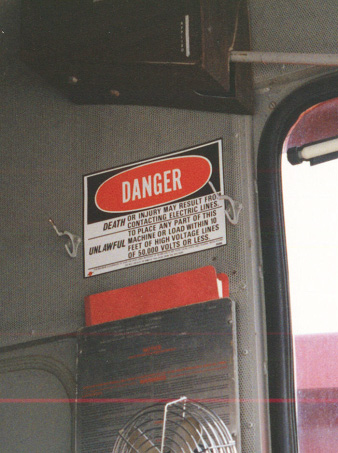 DANGER
DEATH OR INJURY MAY RESULT FROM
CONTACTING ELECTRIC LINES.
UNLAWFUL TO PLACE ANY PART OF THIS
MACHINE OR LOAD WITHIN 10
FEET OF HIGH VOLTAGE LINES
OF 50,000 VOLTS OR LESS